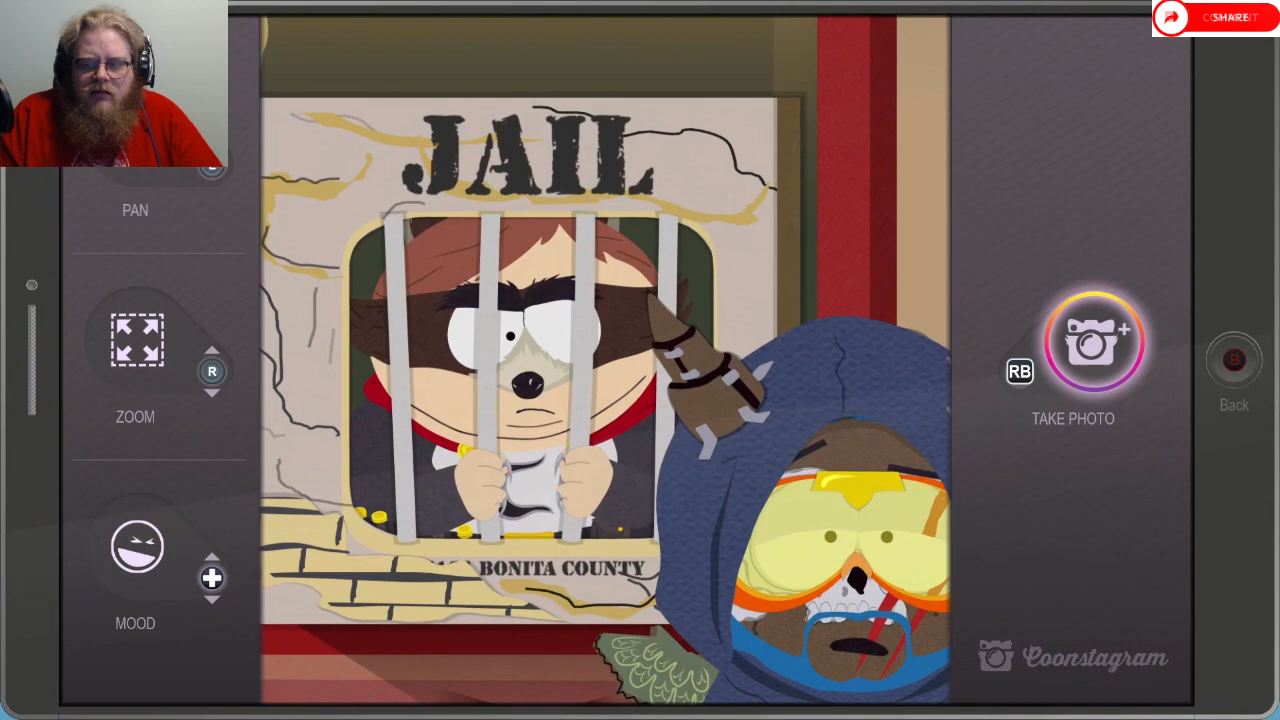 SHARE
JAIL
BONITA COUNTY
PAN
R
ZOOM
MOOD
RB
TAKE PHOTO
B
Back
Coonstagram